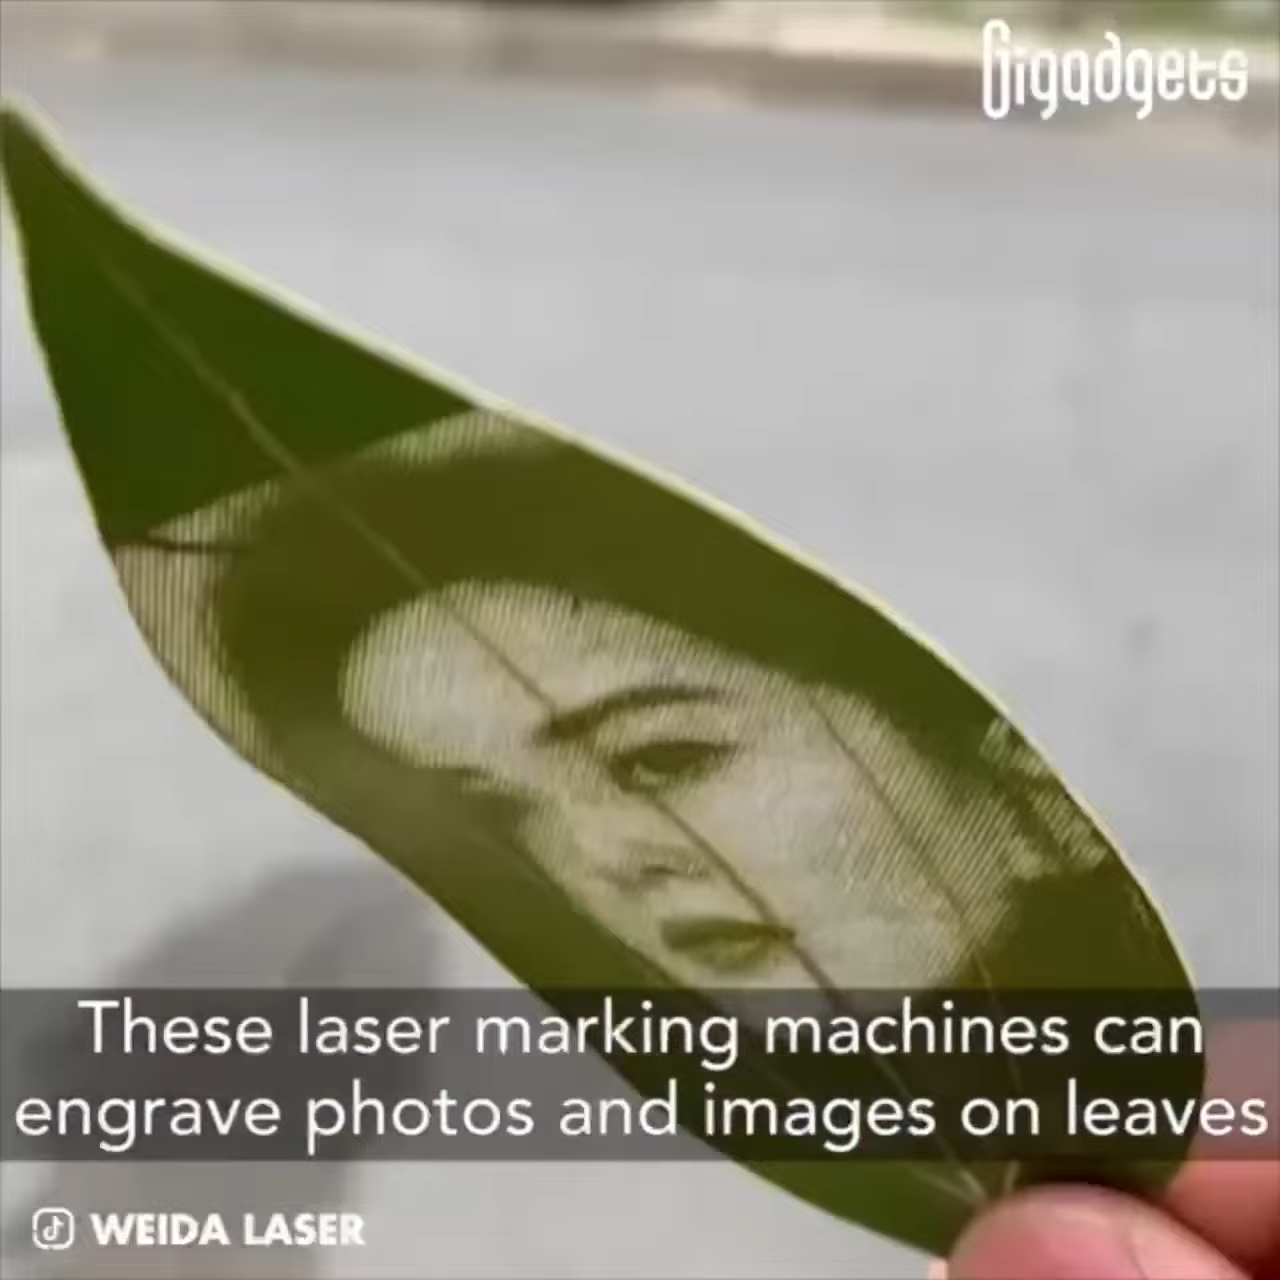 Gigadgets
These laser marking machines can
engrave photos and images on leaves
WEIDA LASER